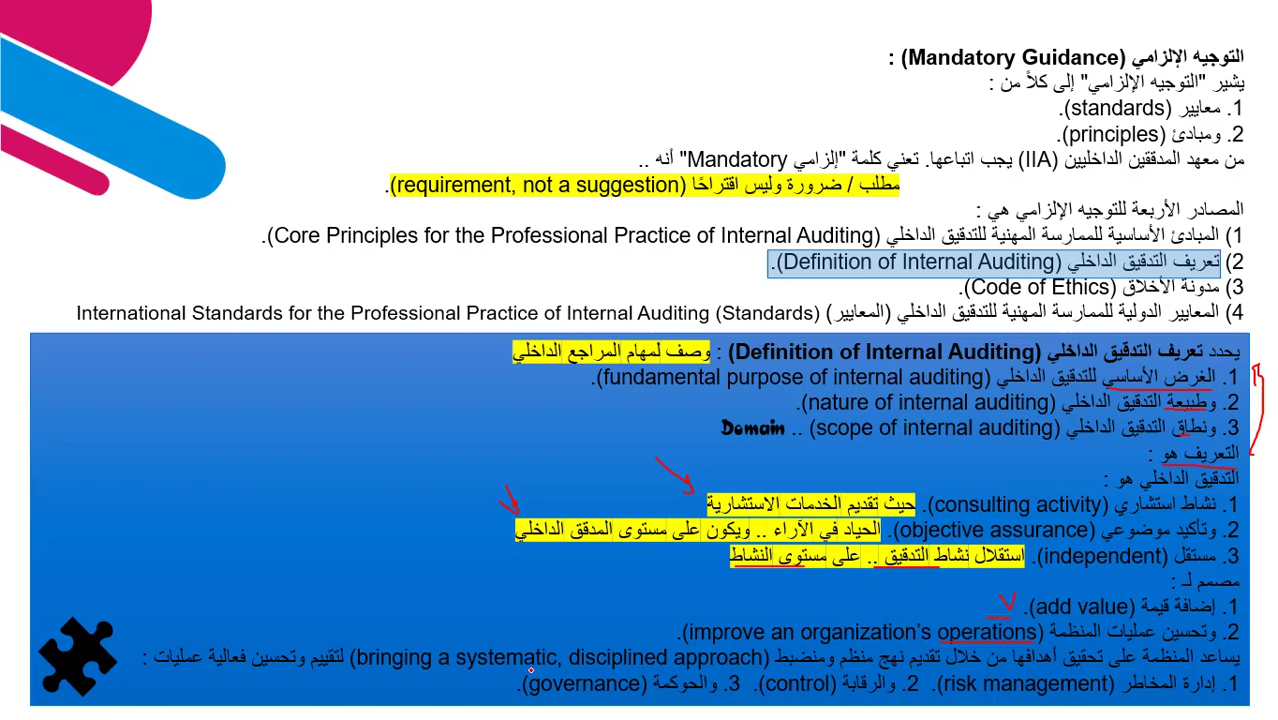 التوجيه الإلزامي (Mandatory Guidance) :
يشير "التوجيه الإلزامي" إلى كلاً من :
1. معايير (standards).
2. ومبادئ (principles).
من معهد المدققين الداخليين (IIA) يجب اتباعها. تعني كلمة "إلزامي Mandatory" أنه ..
مطلب / ضرورة وليس اقتراحًا (requirement, not a suggestion).
المصادر الأربعة للتوجيه الإلزامي هي :
1) المبادئ الأساسية للممارسة المهنية للتدقيق الداخلي (Core Principles for the Professional Practice of Internal Auditing).
2) تعريف التدقيق الداخلي (Definition of Internal Auditing).
3) مدونة الأخلاق (Code of Ethics).
4) المعايير الدولية للممارسة المهنية للتدقيق الداخلي (المعايير) International Standards for the Professional Practice of Internal Auditing (Standards)
يحدد تعريف التدقيق الداخلي (Definition of Internal Auditing) : وصف لمهام المراجع الداخلي
1. الغرض الأساسي للتدقيق الداخلي (fundamental purpose of internal auditing).
2. وطبيعة التدقيق الداخلي (nature of internal auditing).
3. ونطاق التدقيق الداخلي (scope of internal auditing) .. Domain
التعريف هو :
التدقيق الداخلي هو :
1. نشاط استشاري (consulting activity). حيث تقديم الخدمات الاستشارية
2. وتأكيد موضوعي (objective assurance). الحياد في الآراء .. ويكون على مستوى المدقق الداخلي
3. مستقل (independent). استقلال نشاط التدقيق .. على مستوى النشاط
مصمم لـ :
1. إضافة قيمة (add value).
2. وتحسين عمليات المنظمة (improve an organization's operations).
يساعد المنظمة على تحقيق أهدافها من خلال تقديم نهج منظم ومنضبط (bringing a systematic, disciplined approach) لتقييم وتحسين فعالية عمليات :
1. إدارة المخاطر (risk management). 2. والرقابة (control). 3. والحوكمة (governance).